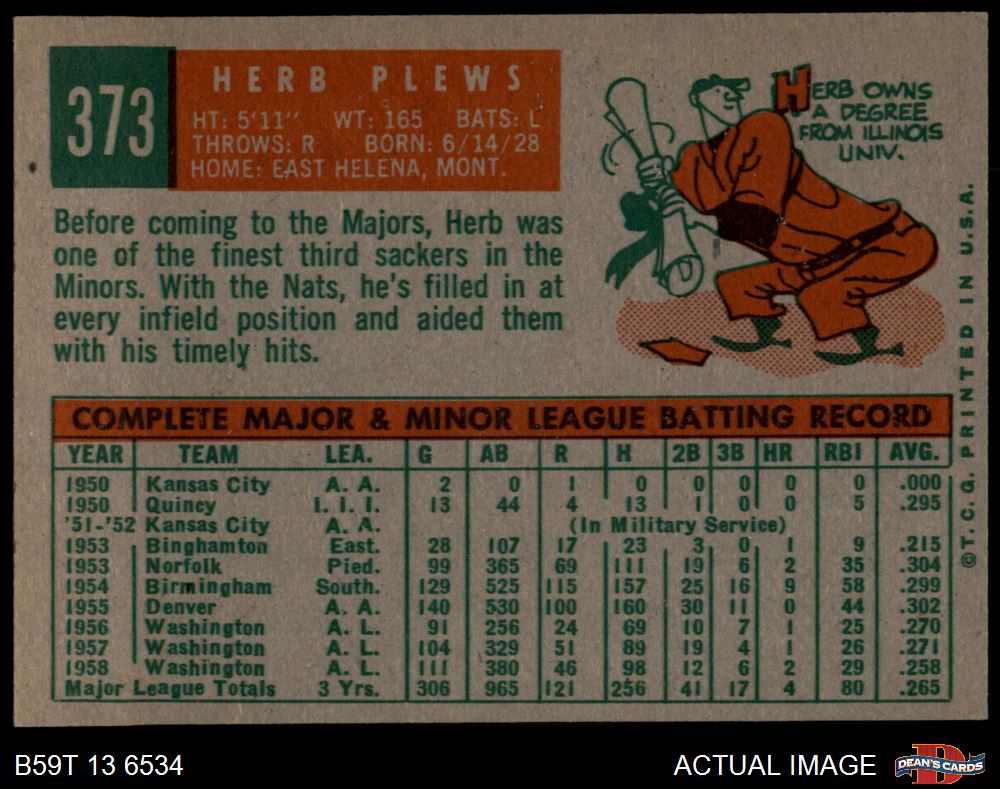 373
HERB PLEWS
HT: 5'11" WT: 165 BATS: L
THROWS: R BORN: 6/14/28
HOME: EAST HELENA, MONT.
HERB OWNS
A DEGREE
FROM ILLINOIS
UNIV.
Before coming to the Majors, Herb was
one of the finest third sackers in the
Minors. With the Nats, he's filled in at
every infield position and aided them
with his timely hits.
COMPLETE MAJOR & MINOR LEAGUE BATTING RECORD
YEAR TEAM LEA. G AB R H 2B 3B HR RBI AVG.
1950 Kansas City A. A. 2 0 1 0 0 0 0 0 .000
1950 Quincy I. I. I. 13 44 4 13 1 0 0 5 .295
'51-'52 Kansas City A. A. (In Military Service)
1953 Binghamton East. 28 107 17 23 3 0 1 9 .215
1953 Norfolk Pied. 99 365 69 111 19 6 2 35 .304
1954 Birmingham South. 129 525 115 157 25 16 9 58 .299
1955 Denver A. A. 140 530 100 160 30 11 0 44 .302
1956 Washington A. L. 91 256 24 69 10 7 1 25 .270
1957 Washington A. L. 104 329 51 89 19 4 1 26 .271
1958 Washington A. L. 111 380 46 98 12 6 2 29 .258
Major League Totals 3 Yrs. 306 965 121 256 41 17 4 80 .265
©T.C.G. PRINTED IN U.S.A.
B59T 13 6534
ACTUAL IMAGE
D
DEAN'S CARDS